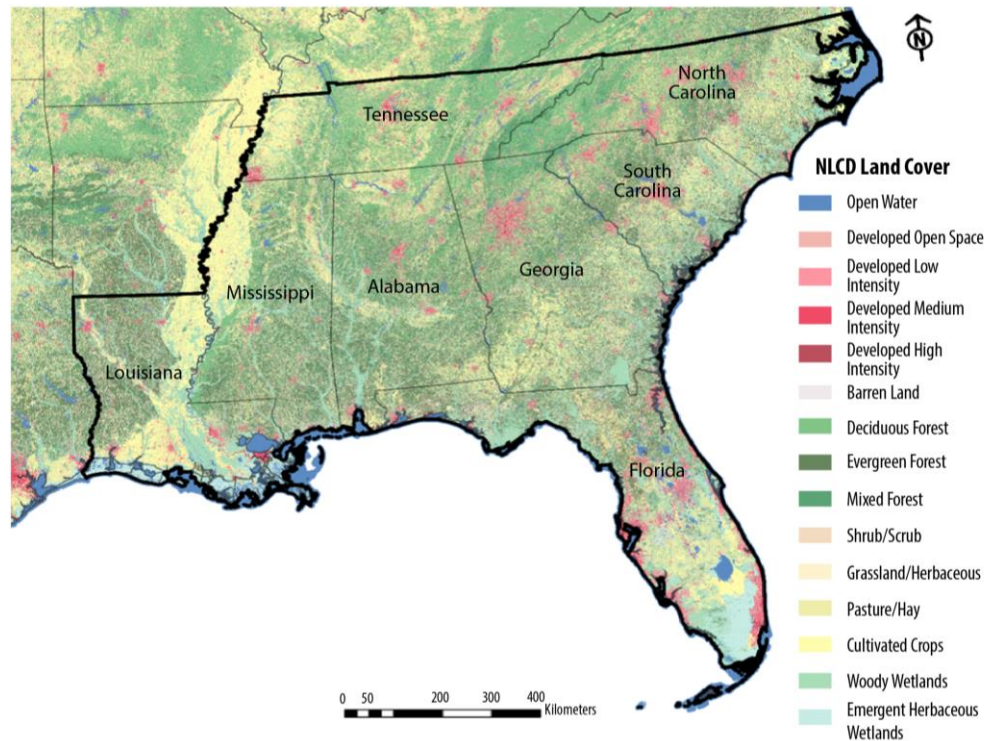 N
Tennessee
North
Carolina
South
Carolina
Georgia
Alabama
Mississippi
Louisiana
Florida
NLCD Land Cover
Open Water
Developed Open Space
Developed Low
Intensity
Developed Medium
Intensity
Developed High
Intensity
Barren Land
Deciduous Forest
Evergreen Forest
Mixed Forest
Shrub/Scrub
Grassland/Herbaceous
Pasture/Hay
Cultivated Crops
Woody Wetlands
Emergent Herbaceous
Wetlands
0 50 200 300 400
Kilometers